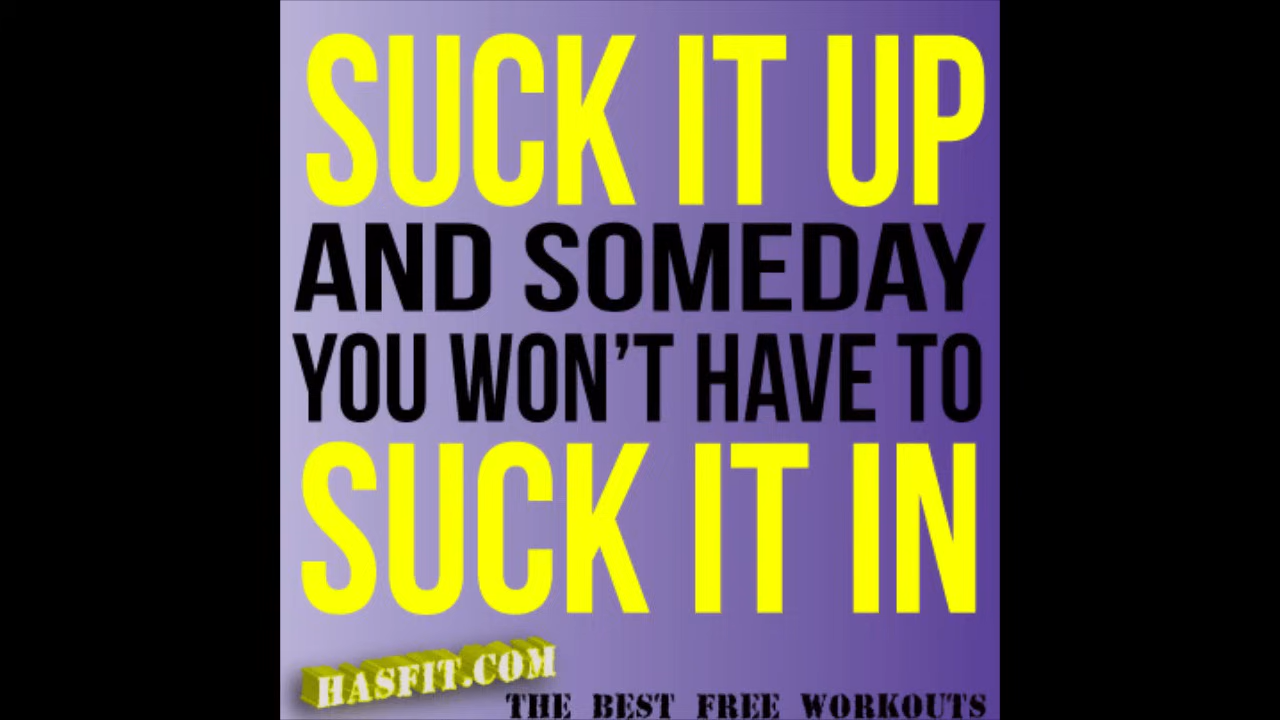 SUCK IT UP
AND SOMEDAY
YOU WON'T HAVE TO
SUCK IT IN
HASFIT.COM
THE BEST FREE WORKOUTS